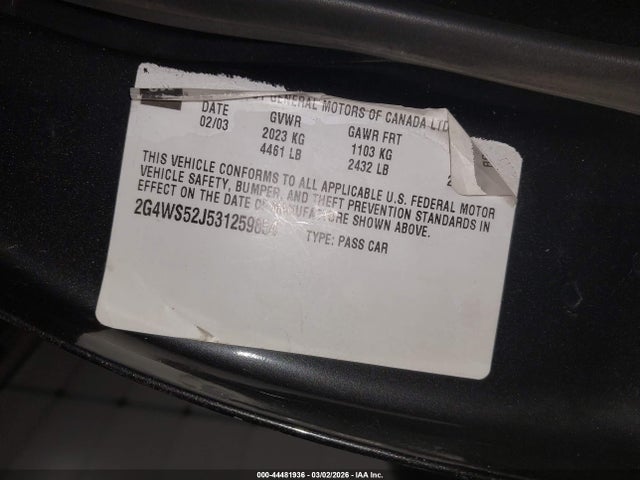 GENERAL MOTORS OF CANADA LTD
DATE GVWR GAWR FRT
02/03 2023 KG 1103 KG
4461 LB 2432 LB
THIS VEHICLE CONFORMS TO ALL APPLICABLE U.S. FEDERAL MOTOR
VEHICLE SAFETY, BUMPER, AND THEFT PREVENTION STANDARDS IN
EFFECT ON THE DATE OF MANUFACTURE SHOWN ABOVE.
2G4WS52J531259854 TYPE: PASS CAR
000-44481936 - 03/02/2026 - IAA Inc.